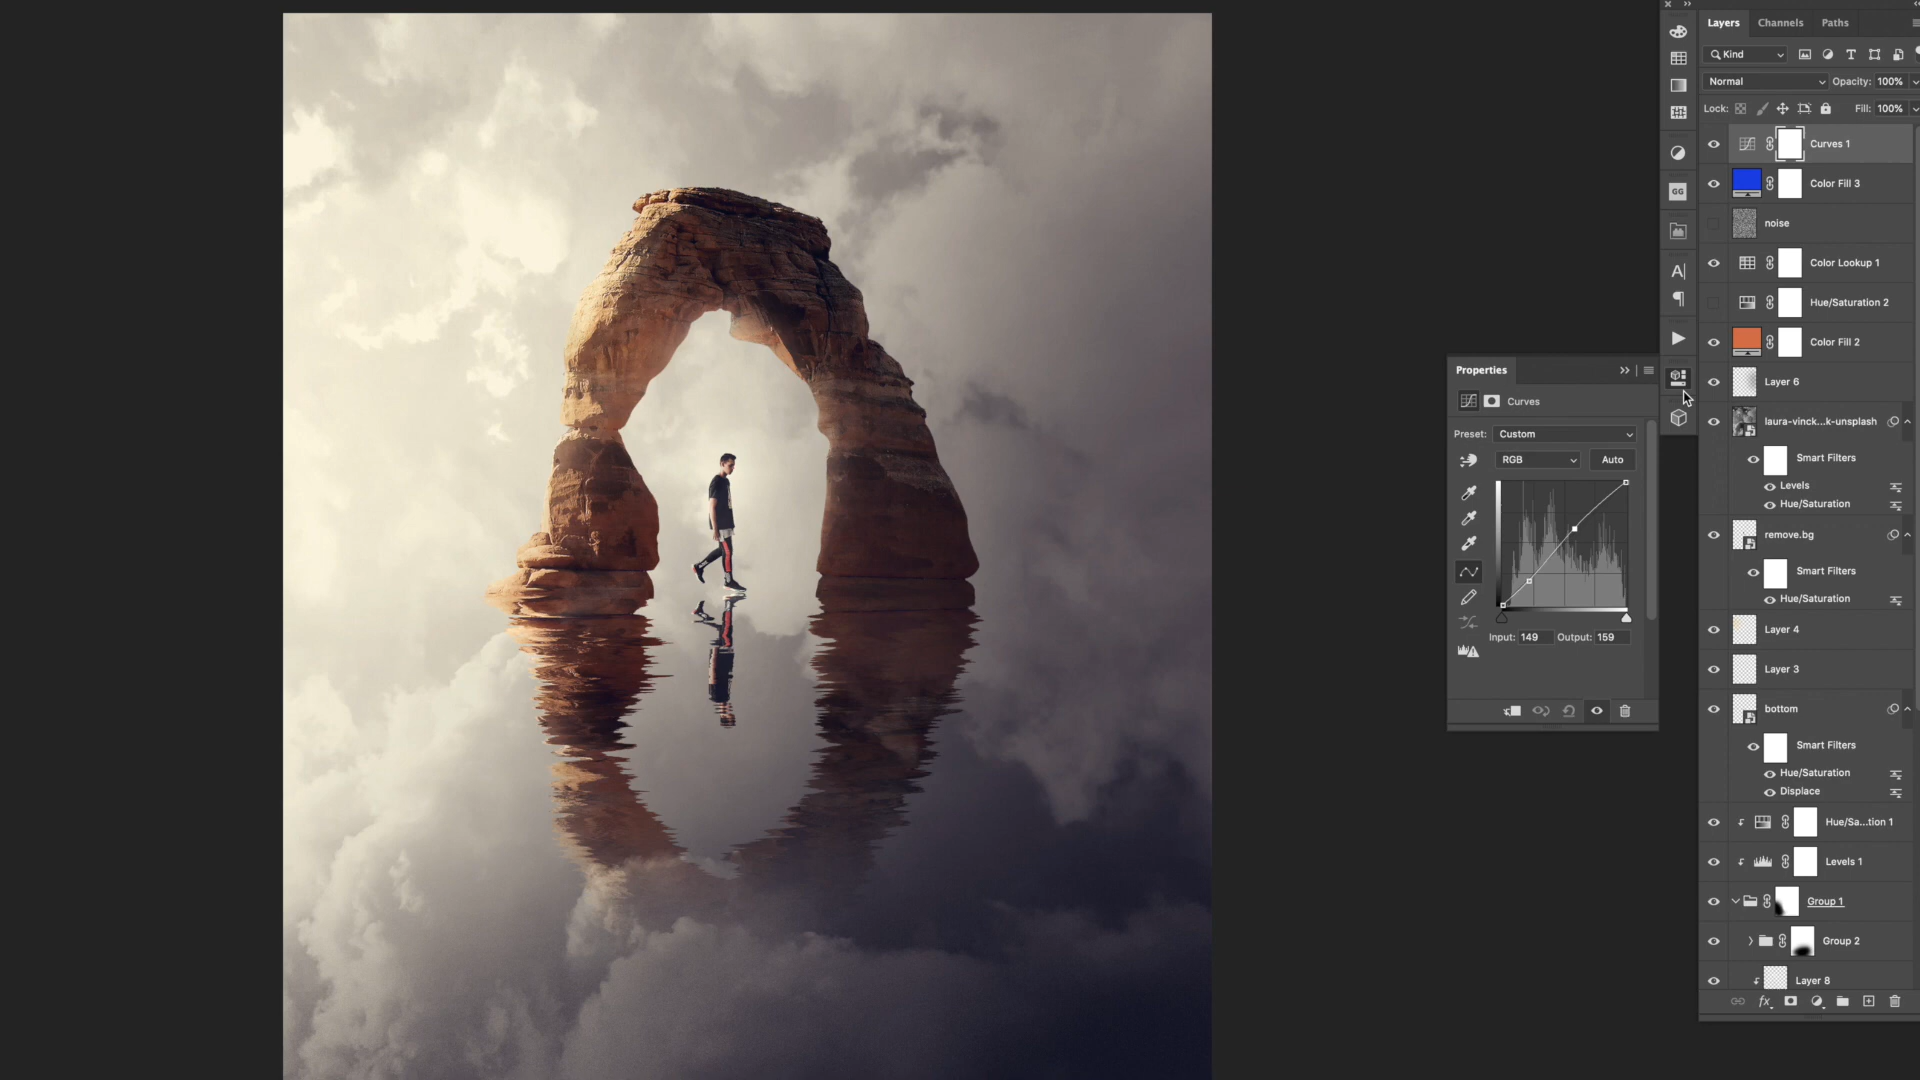 Layers Channels Paths
Kind
Normal Opacity: 100%
Lock: Fill: 100%
Curves 1
Color Fill 3
GG
noise
Color Lookup 1
A
Hue/Saturation 2
Color Fill 2
Properties
Layer 6
Curves
laura-vinck...k-unsplash
Preset: Custom
RGB Auto
Smart Filters
Levels
Hue/Saturation
remove.bg
Smart Filters
Hue/Saturation
Layer 4
Input: 149 Output: 159
Layer 3
bottom
Smart Filters
Hue/Saturation
Displace
Hue/Sa...tion 1
Levels 1
Group 1
Group 2
Layer 8
fx